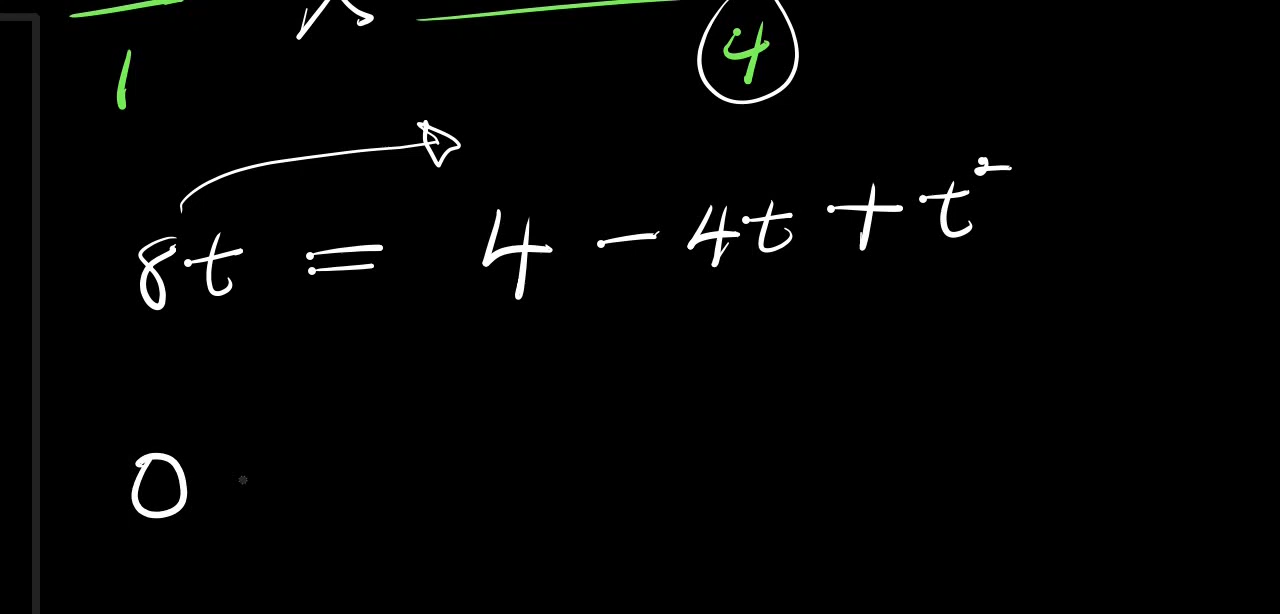 1 4
8t = 4 - 4t + t²
0